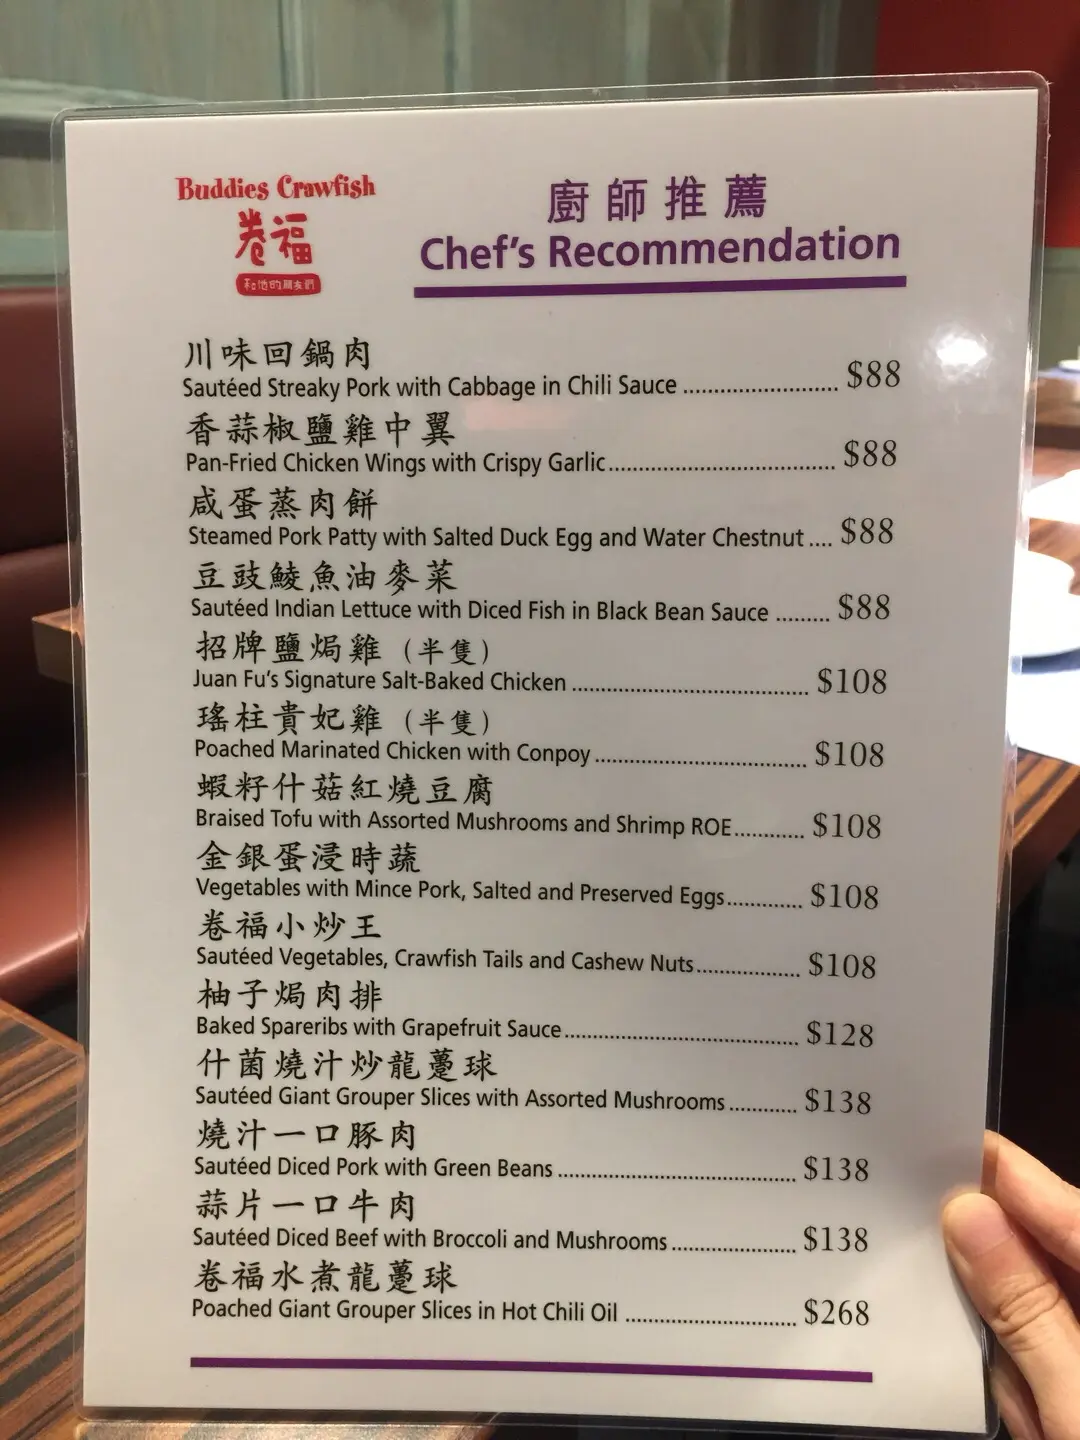 Buddies Crawfish
卷福
和他的朋友們
廚師推薦
Chef's Recommendation
川味回鍋肉
Sautéed Streaky Pork with Cabbage in Chili Sauce ........................ $88
香蒜椒鹽雞中翼
Pan-Fried Chicken Wings with Crispy Garlic ................................... $88
咸蛋蒸肉餅
Steamed Pork Patty with Salted Duck Egg and Water Chestnut .... $88
豆豉鯪魚油麥菜
Sautéed Indian Lettuce with Diced Fish in Black Bean Sauce ......... $88
招牌鹽焗雞（半隻）
Juan Fu's Signature Salt-Baked Chicken ..................................... $108
瑤柱貴妃雞（半隻）
Poached Marinated Chicken with Conpoy ................................. $108
蝦籽什菇紅燒豆腐
Braised Tofu with Assorted Mushrooms and Shrimp ROE ............ $108
金銀蛋浸時蔬
Vegetables with Mince Pork, Salted and Preserved Eggs ............. $108
卷福小炒王
Sautéed Vegetables, Crawfish Tails and Cashew Nuts .................. $108
柚子焗肉排
Baked Spareribs with Grapefruit Sauce ..................................... $128
什菌燒汁炒龍躉球
Sautéed Giant Grouper Slices with Assorted Mushrooms ............ $138
燒汁一口豚肉
Sautéed Diced Pork with Green Beans ...................................... $138
蒜片一口牛肉
Sautéed Diced Beef with Broccoli and Mushrooms .................... $138
卷福水煮龍躉球
Poached Giant Grouper Slices in Hot Chili Oil ............................ $268